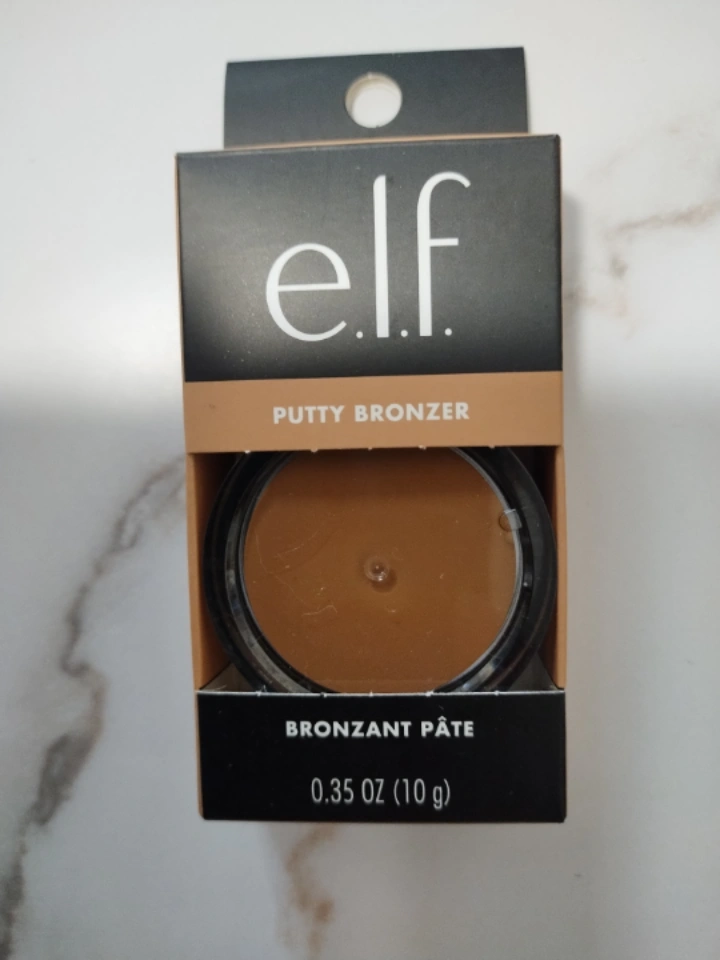 e.l.f.
PUTTY BRONZER
BRONZANT PÂTE
0.35 OZ (10 g)